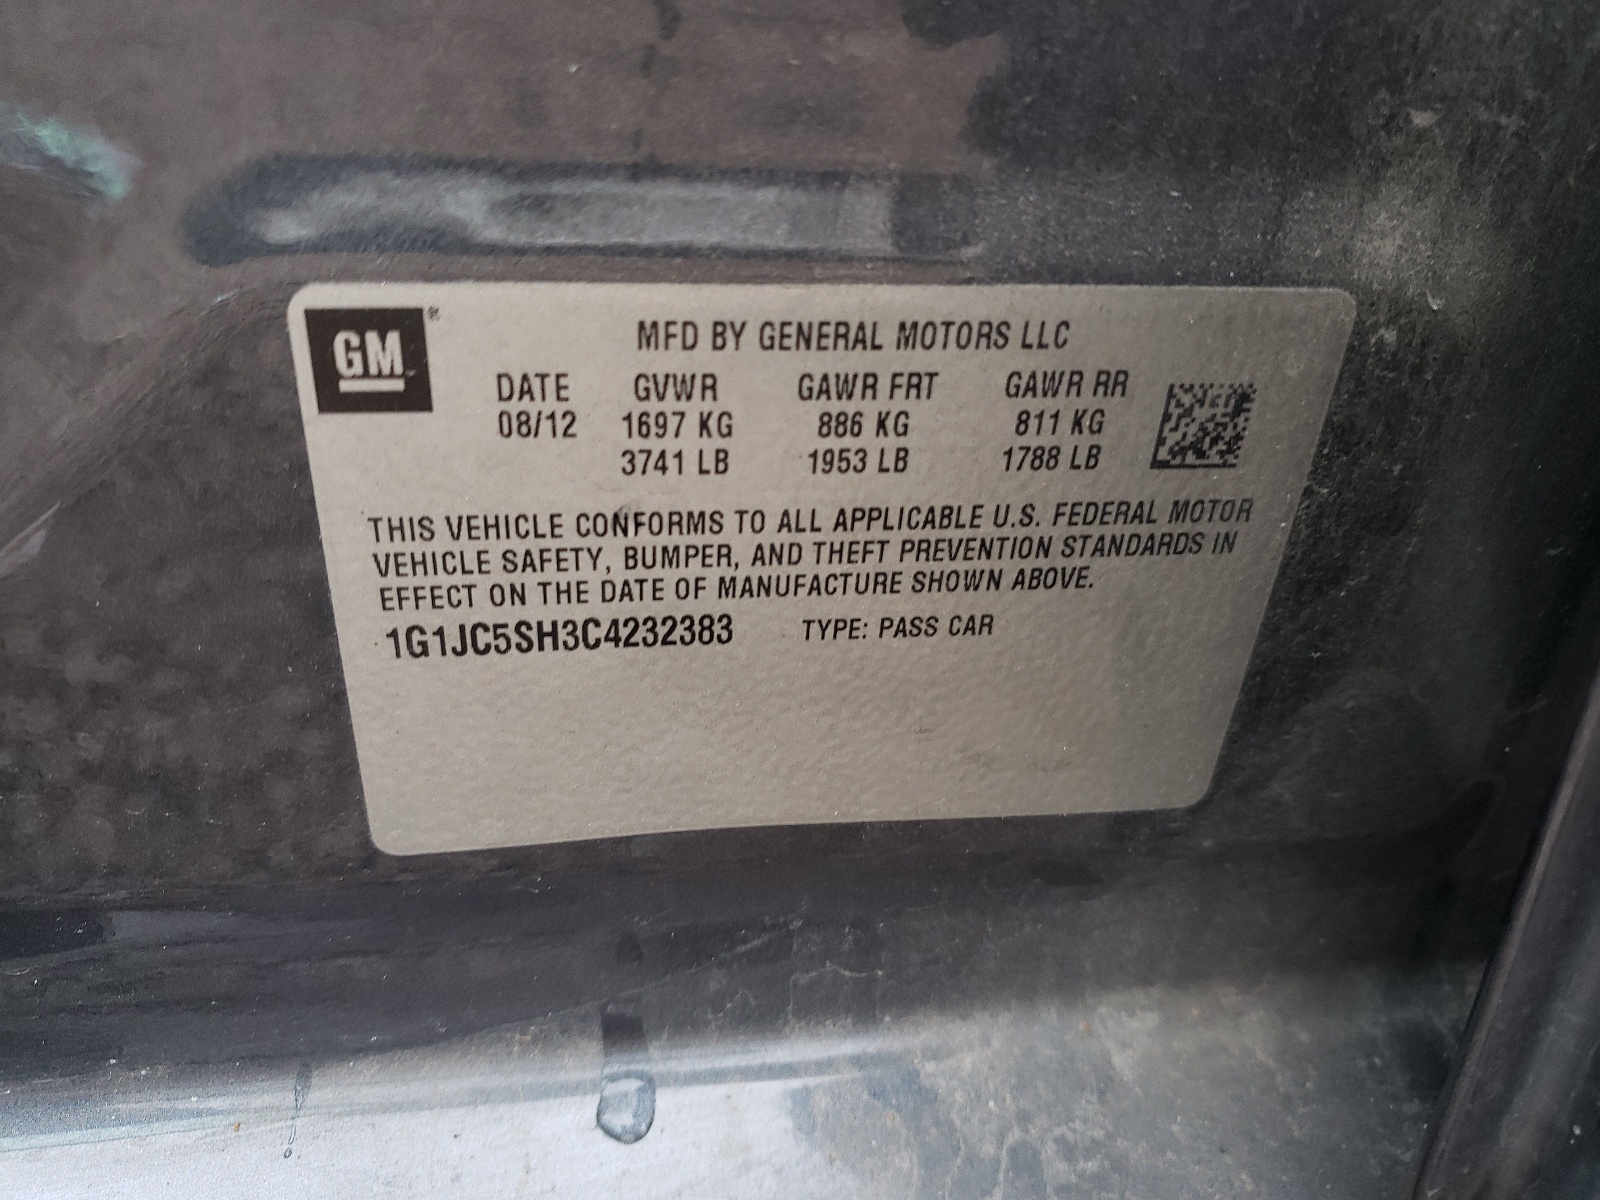 GM
MFD BY GENERAL MOTORS LLC
DATE GVWR GAWR FRT GAWR RR
08/12 1697 KG 886 KG 811 KG
3741 LB 1953 LB 1788 LB
THIS VEHICLE CONFORMS TO ALL APPLICABLE U.S. FEDERAL MOTOR
VEHICLE SAFETY, BUMPER, AND THEFT PREVENTION STANDARDS IN
EFFECT ON THE DATE OF MANUFACTURE SHOWN ABOVE.
1G1JC5SH3C4232383 TYPE: PASS CAR